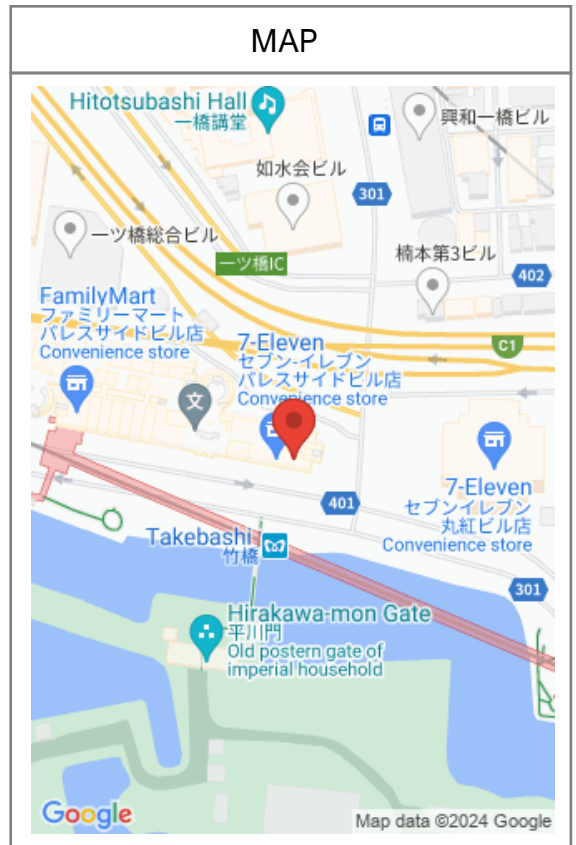 MAP
Hitotsubashi Hall
一橋講堂
興和一橋ビル
如水会ビル
301
一ツ橋総合ビル
一ツ橋IC
楠本第3ビル
402
FamilyMart
ファミリーマート
パレスサイドビル店
Convenience store
7-Eleven
セブン-イレブン
パレスサイドビル店
Convenience store
C1
文
7-Eleven
セブンイレブン
丸紅ビル店
Convenience store
401
Takebashi
竹橋
301
Hirakawa-mon Gate
平川門
Old postern gate of
imperial household
Google
Map data ©2024 Google